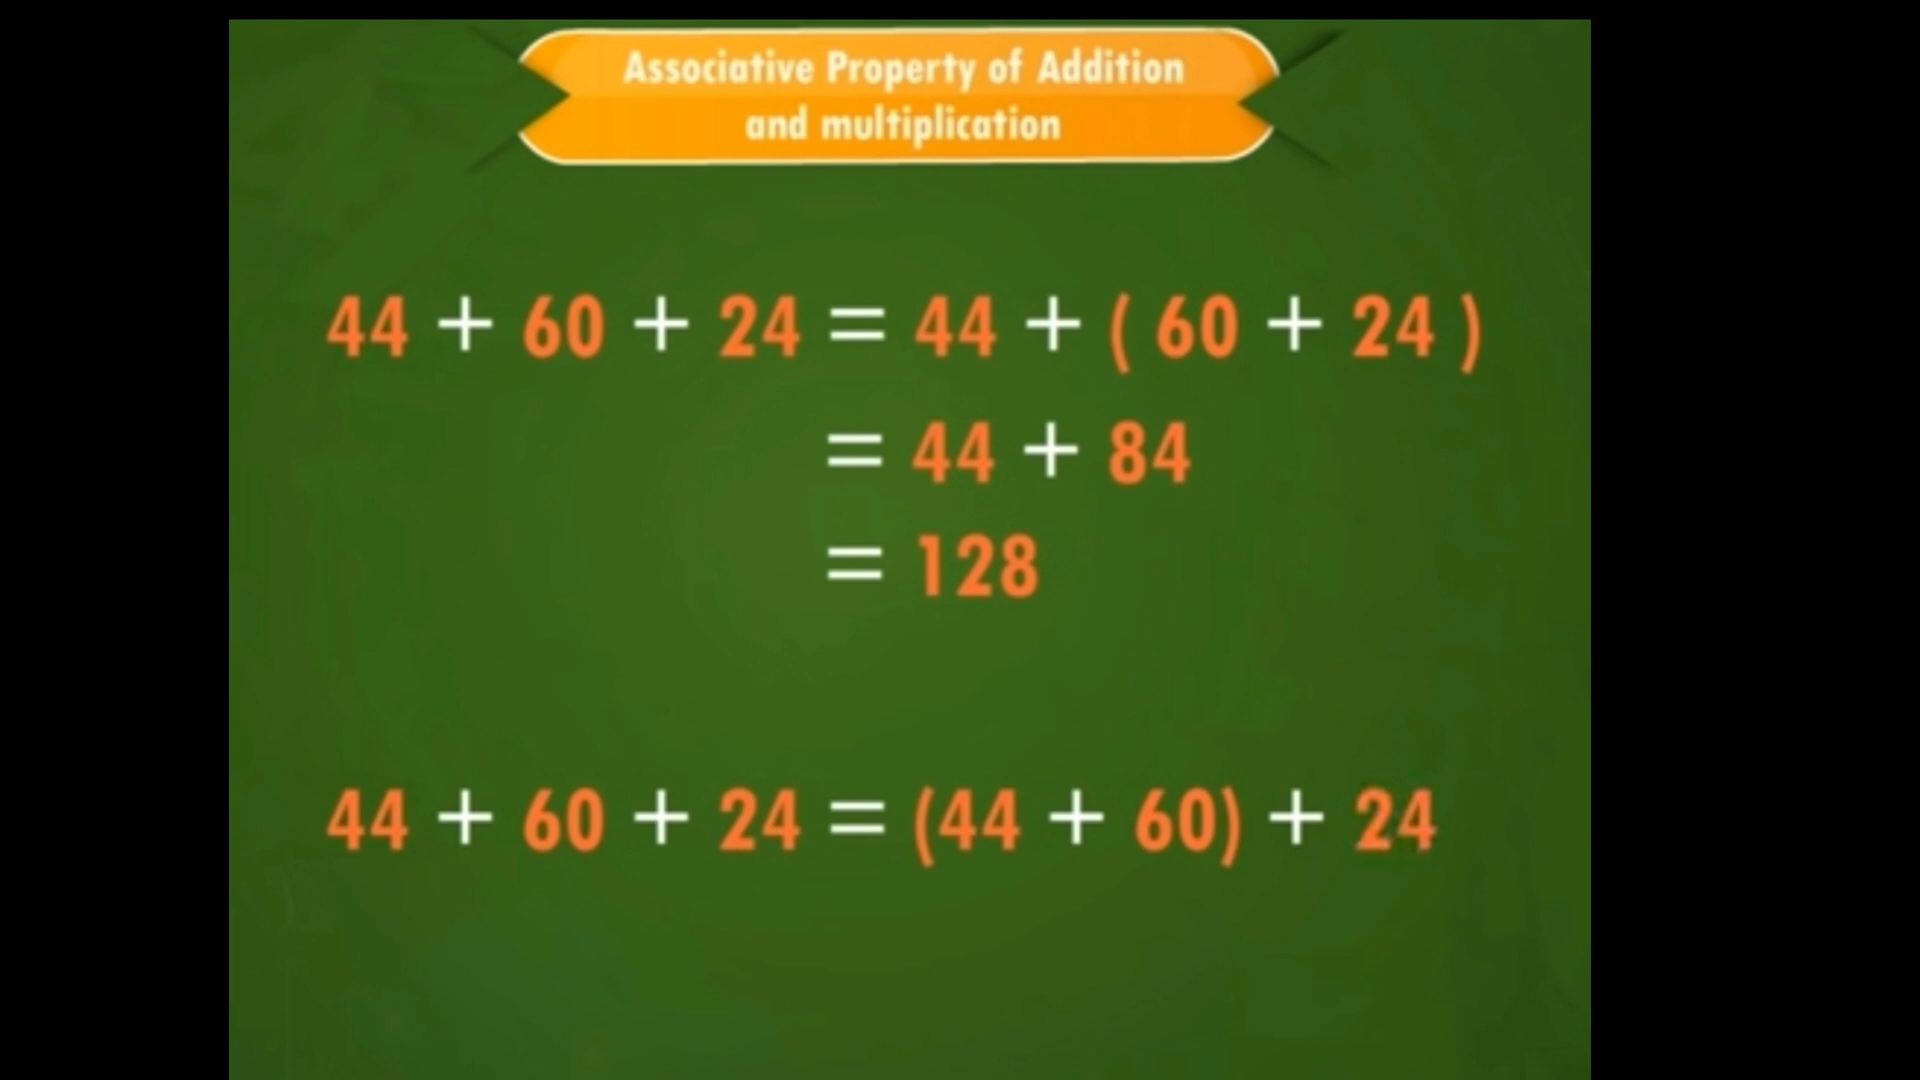 Associative Property of Addition
and multiplication
44 + 60 + 24 = 44 + ( 60 + 24 )
= 44 + 84
= 128
44 + 60 + 24 = (44 + 60) + 24